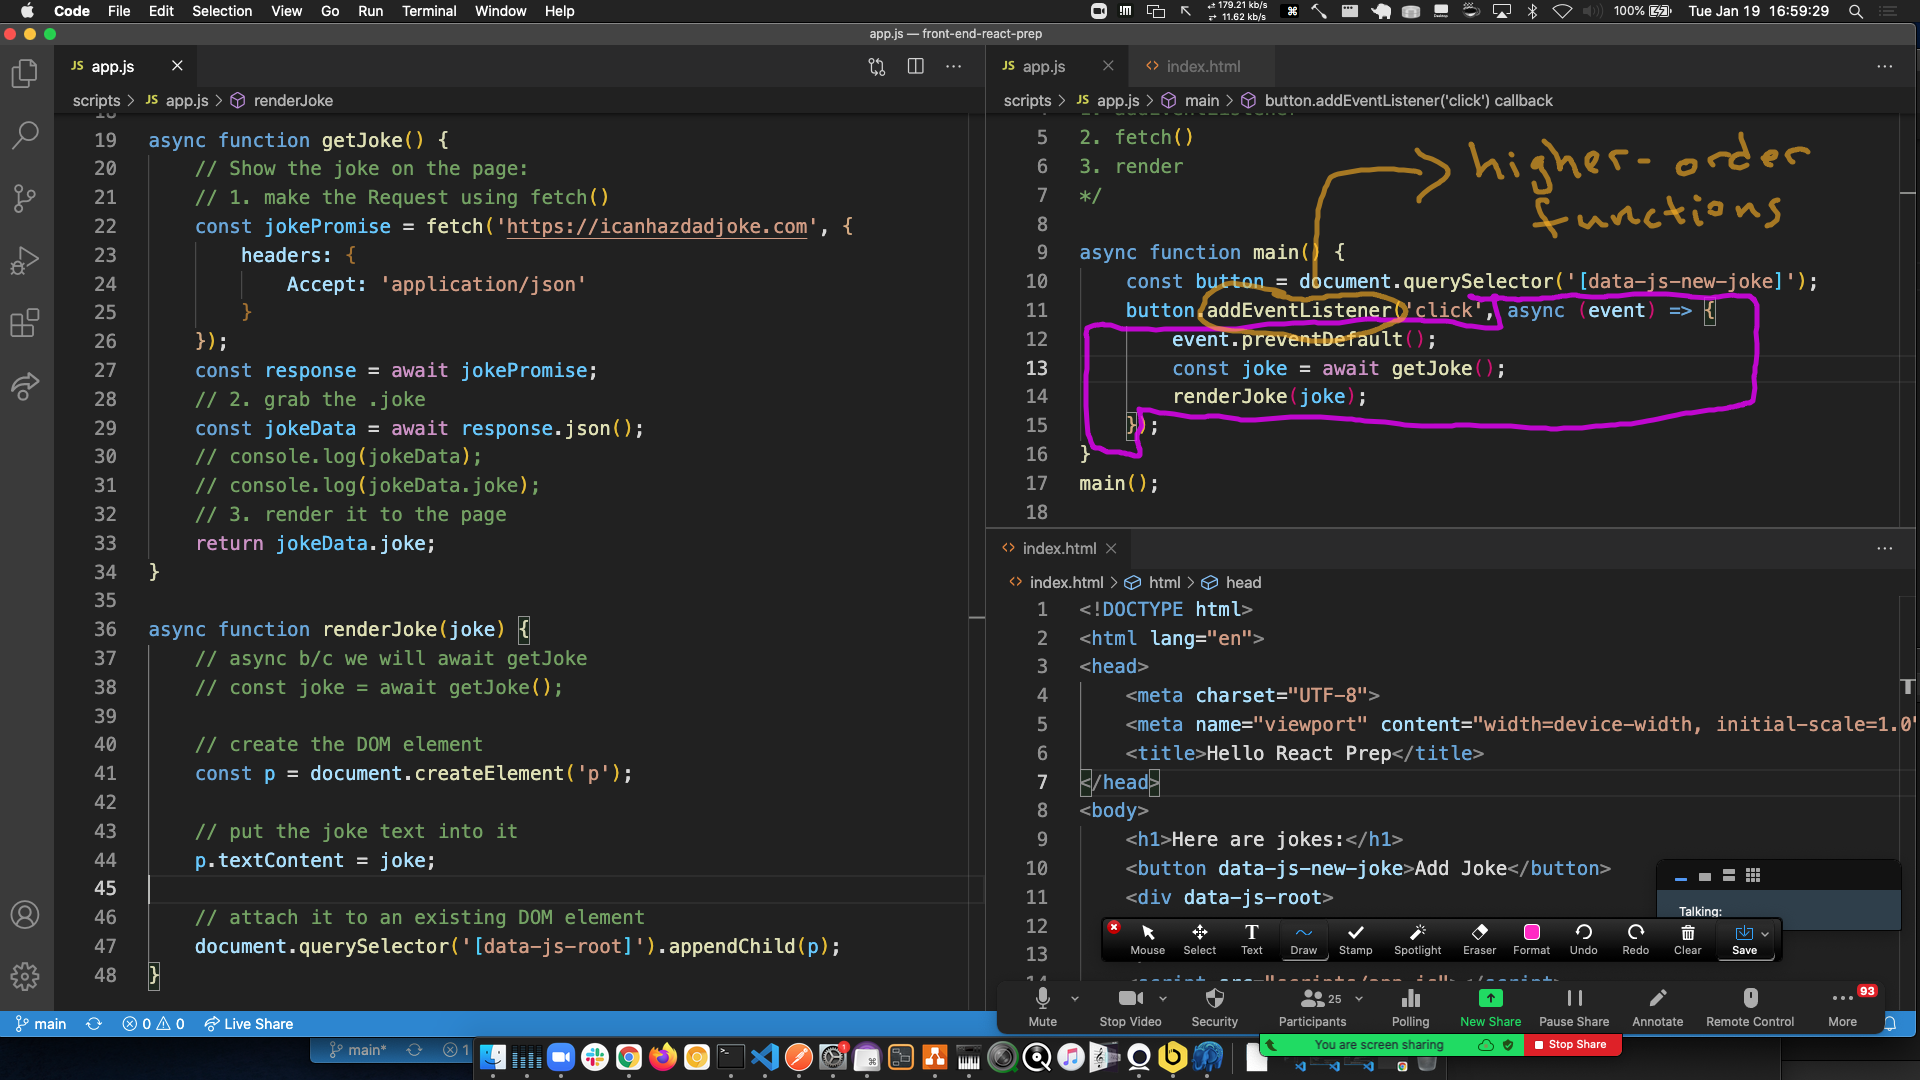 Code File Edit Selection View Go Run Terminal Window Help
179.21 kb/s
11.62 kb/s
100% Tue Jan 19 16:59:29
app.js — front-end-react-prep
JS app.js
scripts > JS app.js > renderJoke
18
19 async function getJoke() {
20 // Show the joke on the page:
21 // 1. make the Request using fetch()
22 const jokePromise = fetch('https://icanhazdadjoke.com', {
23 headers: {
24 Accept: 'application/json'
25 }
26 });
27 const response = await jokePromise;
28 // 2. grab the .joke
29 const jokeData = await response.json();
30 // console.log(jokeData);
31 // console.log(jokeData.joke);
32 // 3. render it to the page
33 return jokeData.joke;
34 }
35
36 async function renderJoke(joke) {
37 // async b/c we will await getJoke
38 // const joke = await getJoke();
39
40 // create the DOM element
41 const p = document.createElement('p');
42
43 // put the joke text into it
44 p.textContent = joke;
45
46 // attach it to an existing DOM element
47 document.querySelector('[data-js-root]').appendChild(p);
48 }
JS app.js
index.html
scripts > JS app.js > main > button.addEventListener('click') callback
4 1. addEventListener
5 2. fetch()
6 3. render
7 */
8
9 async function main() {
10 const button = document.querySelector('[data-js-new-joke]');
11 button.addEventListener('click', async (event) => {
12 event.preventDefault();
13 const joke = await getJoke();
14 renderJoke(joke);
15 });
16 }
17 main();
18
higher-order
functions
index.html
index.html > html > head
1 <!DOCTYPE html>
2 <html lang="en">
3 <head>
4 <meta charset="UTF-8">
5 <meta name="viewport" content="width=device-width, initial-scale=1.0"
6 <title>Hello React Prep</title>
7 </head>
8 <body>
9 <h1>Here are jokes:</h1>
10 <button data-js-new-joke>Add Joke</button>
11 <div data-js-root>
12
13
14 <script src="scripts/app.js"></script>
Talking:
Mouse Select Text Draw Stamp Spotlight Eraser Format Undo Redo Clear Save
25
93
Mute Stop Video Security Participants Polling New Share Pause Share Annotate Remote Control More
You are screen sharing Stop Share
main 0 0 Live Share
main* 1
1